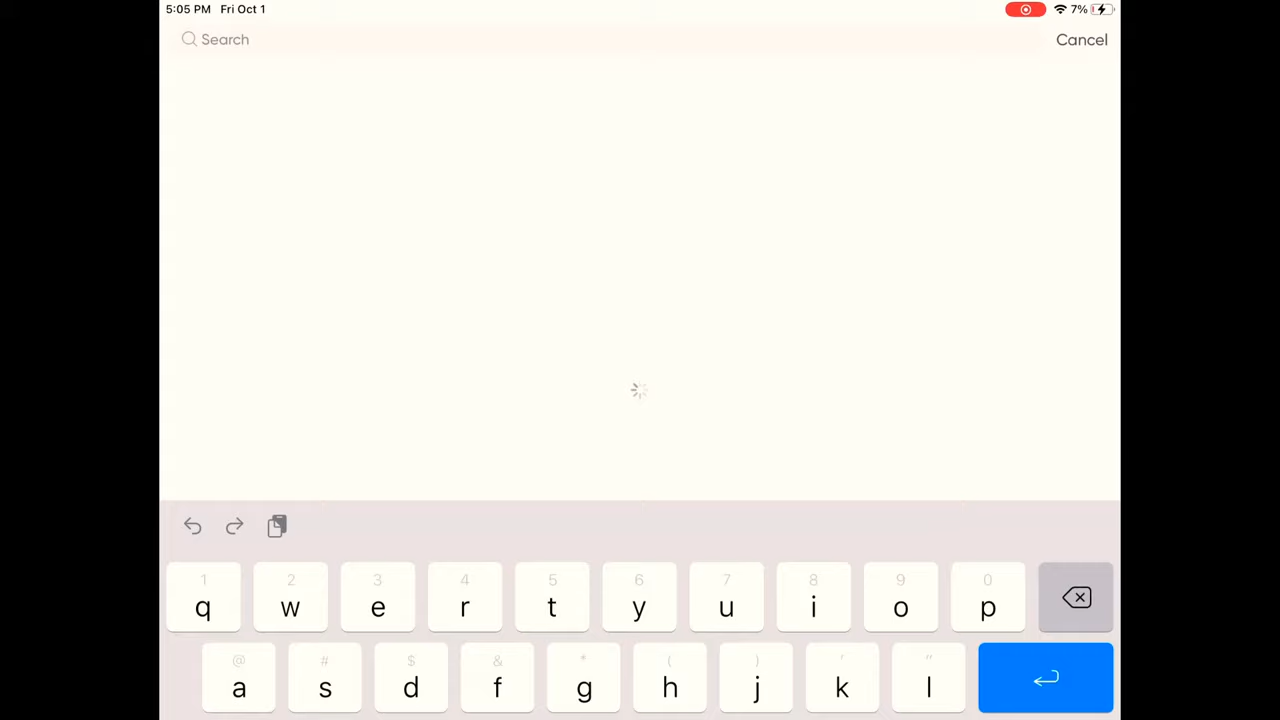 5:05 PM Fri Oct 1 7%
Search Cancel
1 2 3 4 5 6 7 8 9 0
q w e r t y u i o p
@ # $ & * ( ) ' "
a s d f g h j k l